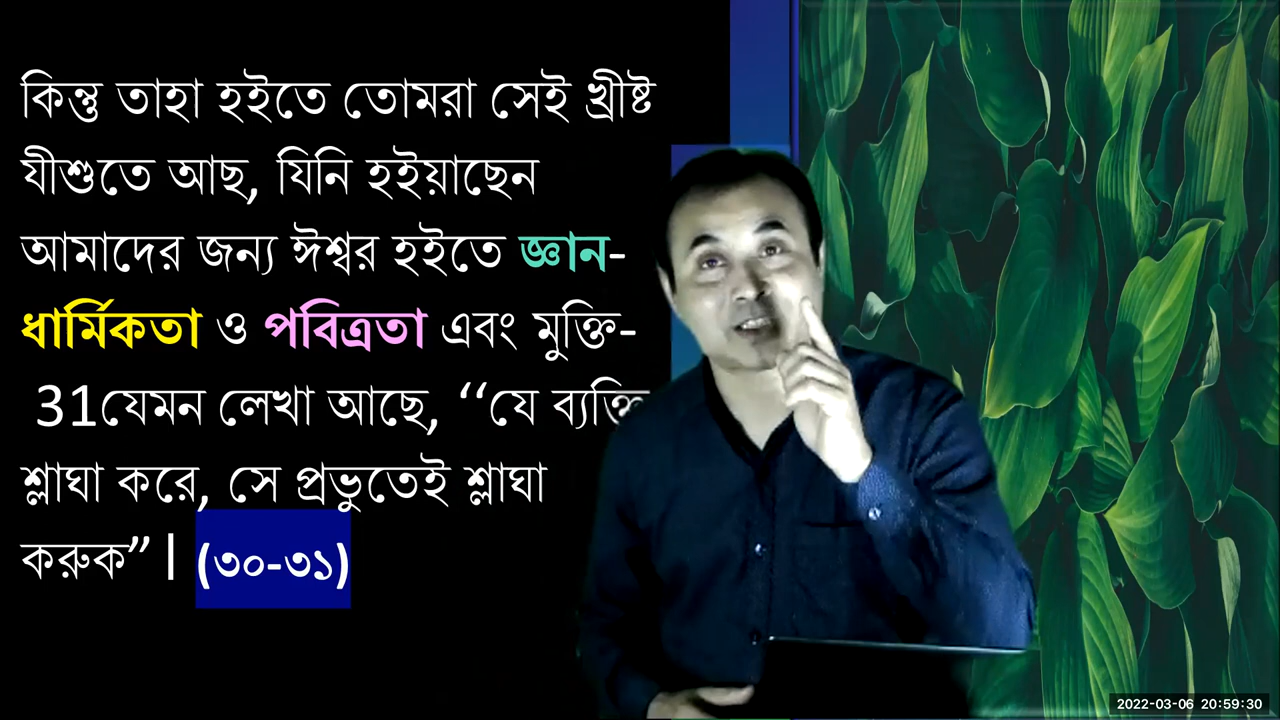 কিন্তু তাহা হইতে তোমরা সেই খ্রীষ্ট
যীশুতে আছ, যিনি হইয়াছেন
আমাদের জন্য ঈশ্বর হইতে জ্ঞান-
ধার্মিকতা ও পবিত্রতা এবং মুক্তি-
31যেমন লেখা আছে, ‘‘যে ব্যক্তি
শ্লাঘা করে, সে প্রভুতেই শ্লাঘা
করুক” | (৩০-৩১)
2022-03-06 20:59:30